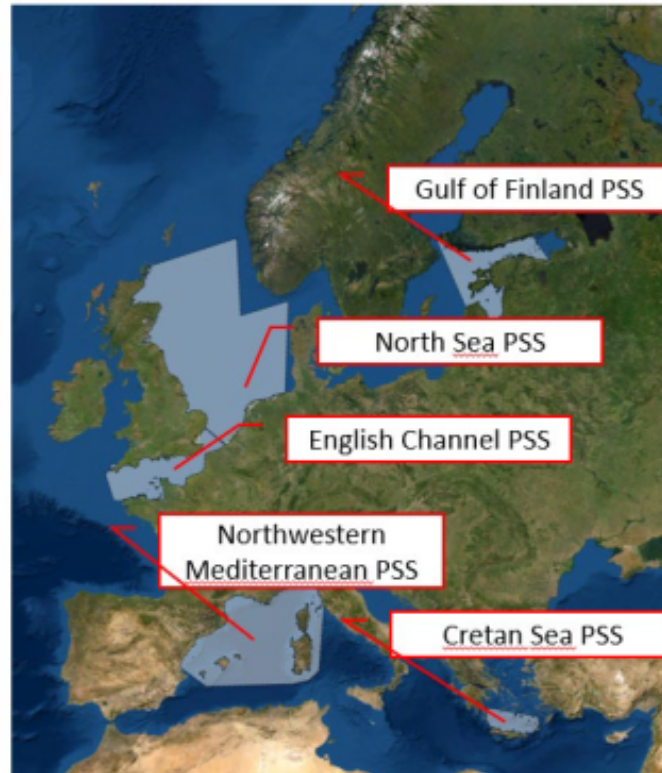 Gulf of Finland PSS
North Sea PSS
English Channel PSS
Northwestern
Mediterranean PSS
Cretan Sea PSS